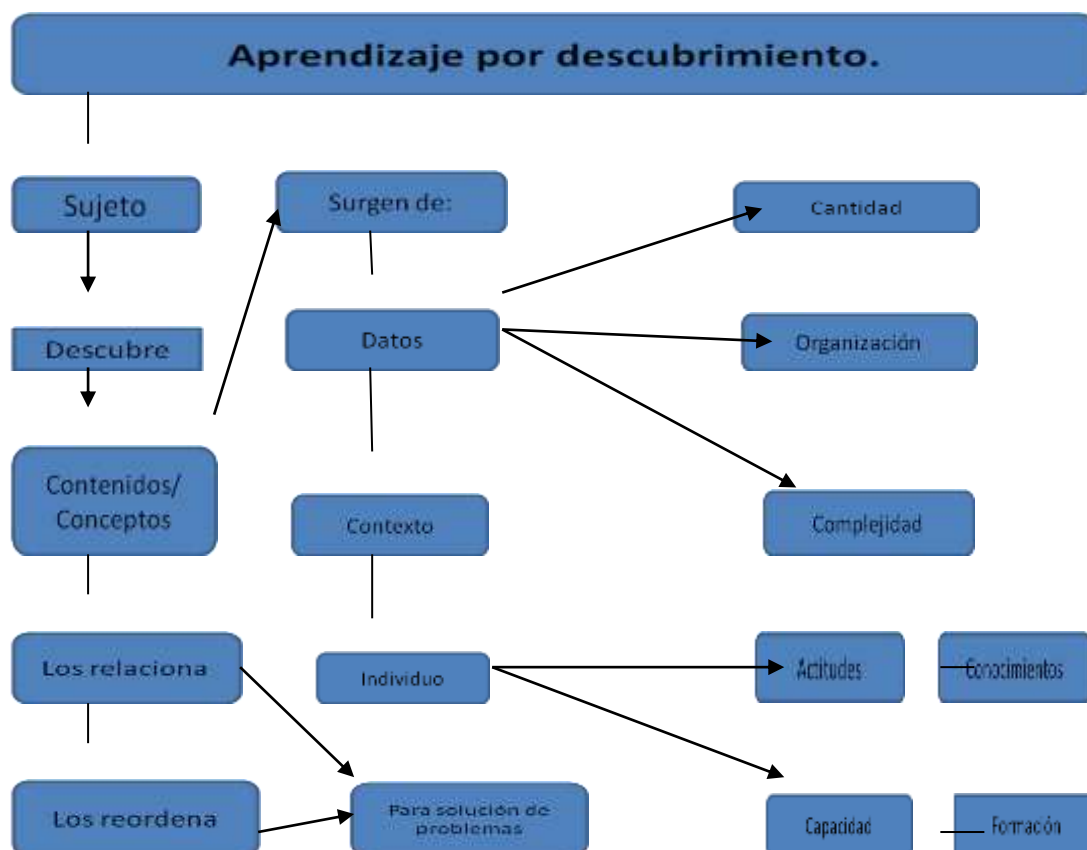 Aprendizaje por descubrimiento.
Sujeto
Surgen de:
Cantidad
Descubre
Datos
Organización
Contenidos/
Conceptos
Contexto
Complejidad
Los relaciona
Individuo
Actitudes
Conocimientos
Los reordena
Para solución de
problemas
Capacidad
Formación